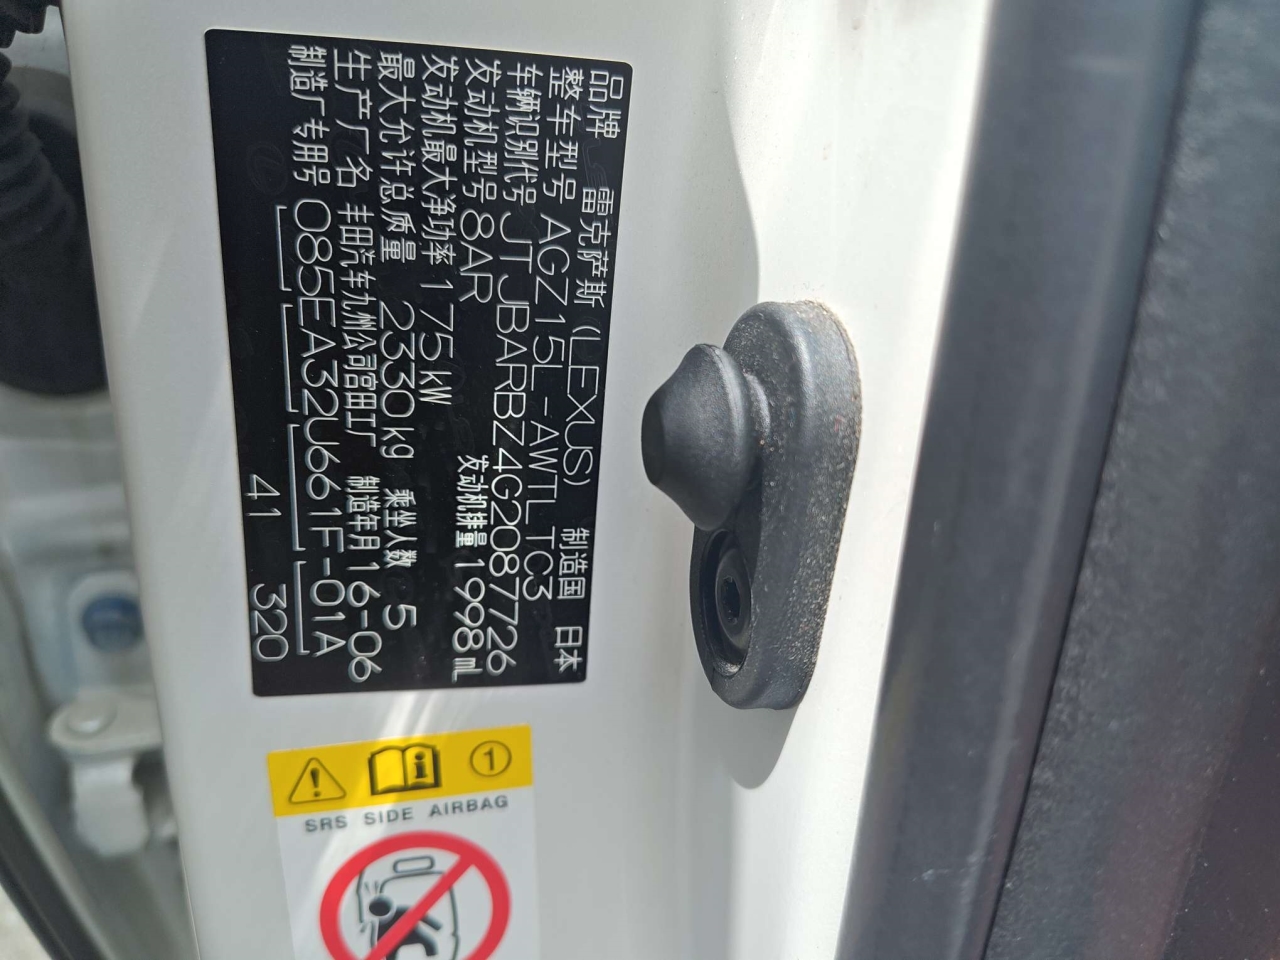 品牌 雷克萨斯 (LEXUS) 制造国 日本
整车型号 AGZ15L-AWTLTC3
车辆识别代号 JTJBARBZ4G2087726
发动机型号 8AR 发动机排量 1998mL
发动机最大净功率 175kW
最大允许总质量 2330kg 乘坐人数 5
生产厂名 丰田汽车九州公司宫田工厂 制造年月 16-06
制造厂专用号 085EA32U661F-01A
41 320
1
SRS SIDE AIRBAG